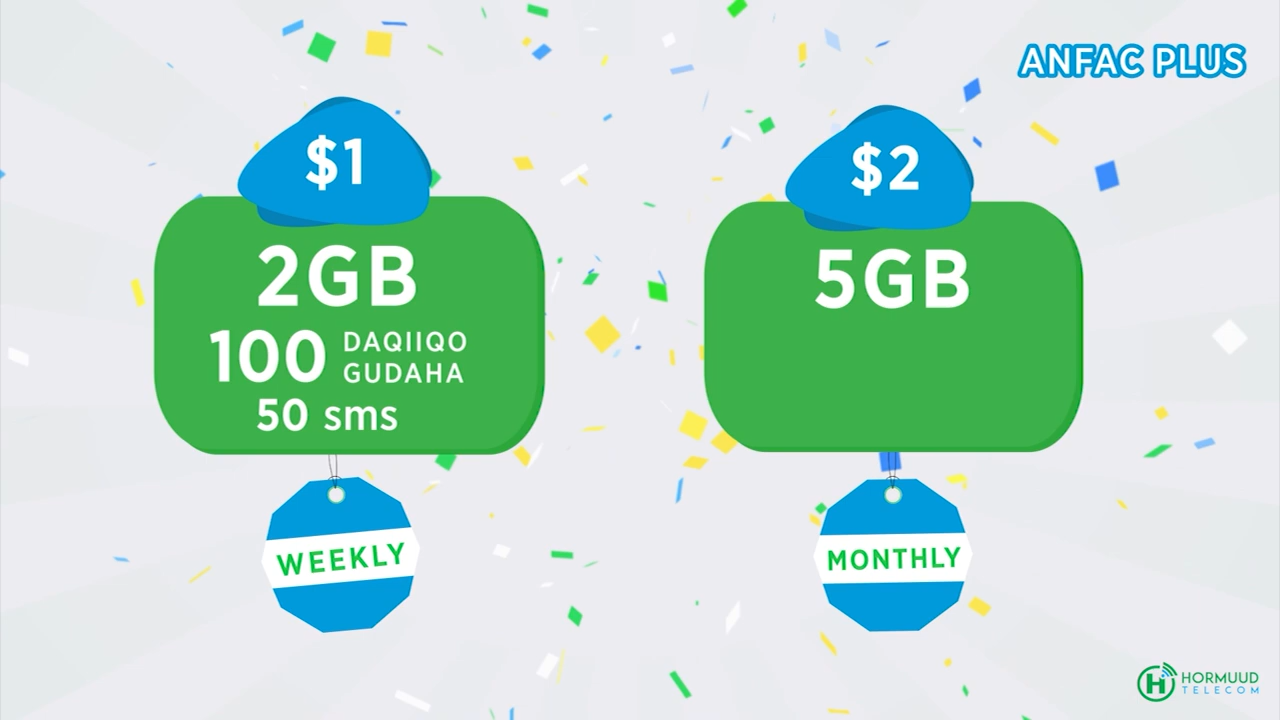 ANFAC PLUS
$1
2GB
100 DAQIIQO
GUDAHA
50 sms
WEEKLY
$2
5GB
MONTHLY
HORMUUD
TELECOM